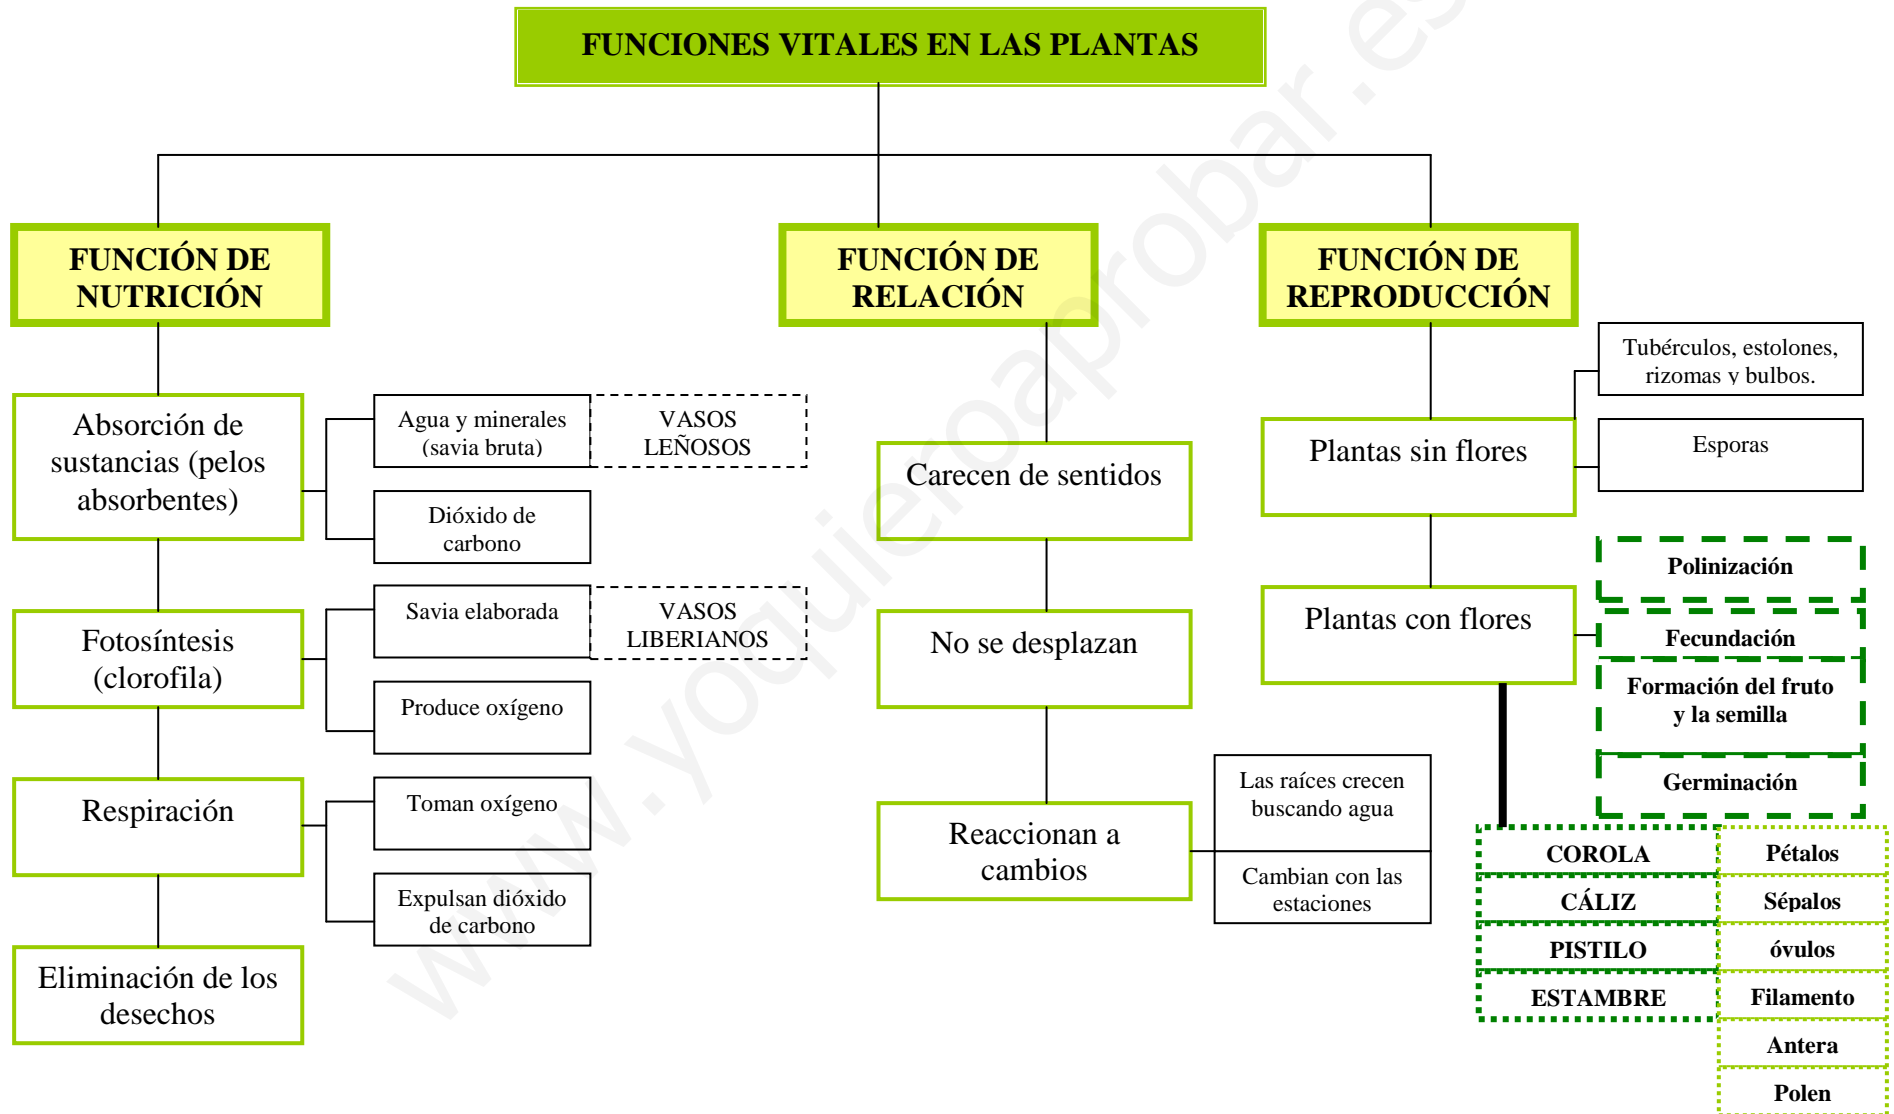 FUNCIONES VITALES EN LAS PLANTAS
FUNCIÓN DE
NUTRICIÓN
FUNCIÓN DE
RELACIÓN
FUNCIÓN DE
REPRODUCCIÓN
Absorción de
sustancias (pelos
absorbentes)
Agua y minerales
(savia bruta)
VASOS
LEÑOSOS
Dióxido de
carbono
Fotosíntesis
(clorofila)
Savia elaborada
VASOS
LIBERIANOS
Produce oxígeno
Respiración
Toman oxígeno
Expulsan dióxido
de carbono
Eliminación de los
desechos
Carecen de sentidos
No se desplazan
Reaccionan a
cambios
Las raíces crecen
buscando agua
Cambian con las
estaciones
Plantas sin flores
Tubérculos, estolones,
rizomas y bulbos.
Esporas
Plantas con flores
Polinización
Fecundación
Formación del fruto
y la semilla
Germinación
COROLA
Pétalos
CÁLIZ
Sépalos
PISTILO
óvulos
ESTAMBRE
Filamento
Antera
Polen
www.yoquieroaprobar.es